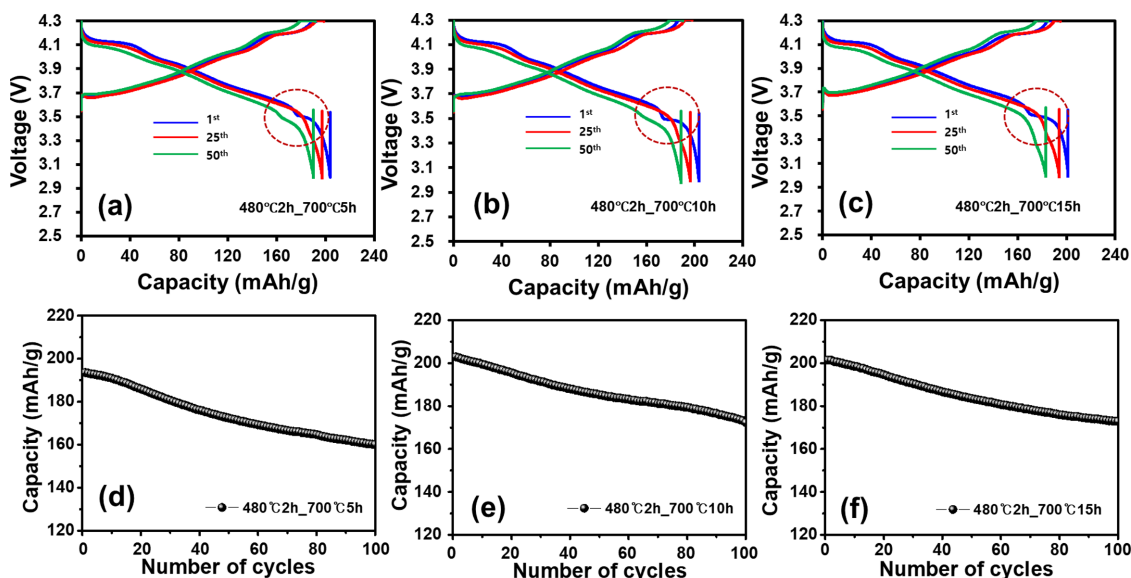 4.3
4.1
3.9
3.7
3.5
3.3
3.1
2.9
2.7
2.5
Voltage (V)
1st
25th
50th
(a)
480℃2h_700℃5h
0 40 80 120 160 200 240
Capacity (mAh/g)
4.3
4.1
3.9
3.7
3.5
3.3
3.1
2.9
2.7
2.5
Voltage (V)
1st
25th
50th
(b)
480℃2h_700℃10h
0 40 80 120 160 200 240
Capacity (mAh/g)
4.3
4.1
3.9
3.7
3.5
3.3
3.1
2.9
2.7
2.5
Voltage (V)
1st
25th
50th
(c)
480℃2h_700℃15h
0 40 80 120 160 200 240
Capacity (mAh/g)
220
200
180
160
140
120
Capacity (mAh/g)
(d)
480℃2h_700℃5h
0 20 40 60 80 100
Number of cycles
220
200
180
160
140
120
Capacity (mAh/g)
(e)
480℃2h_700℃10h
0 20 40 60 80 100
Number of cycles
220
200
180
160
140
120
Capacity (mAh/g)
(f)
480℃2h_700℃15h
0 20 40 60 80 100
Number of cycles